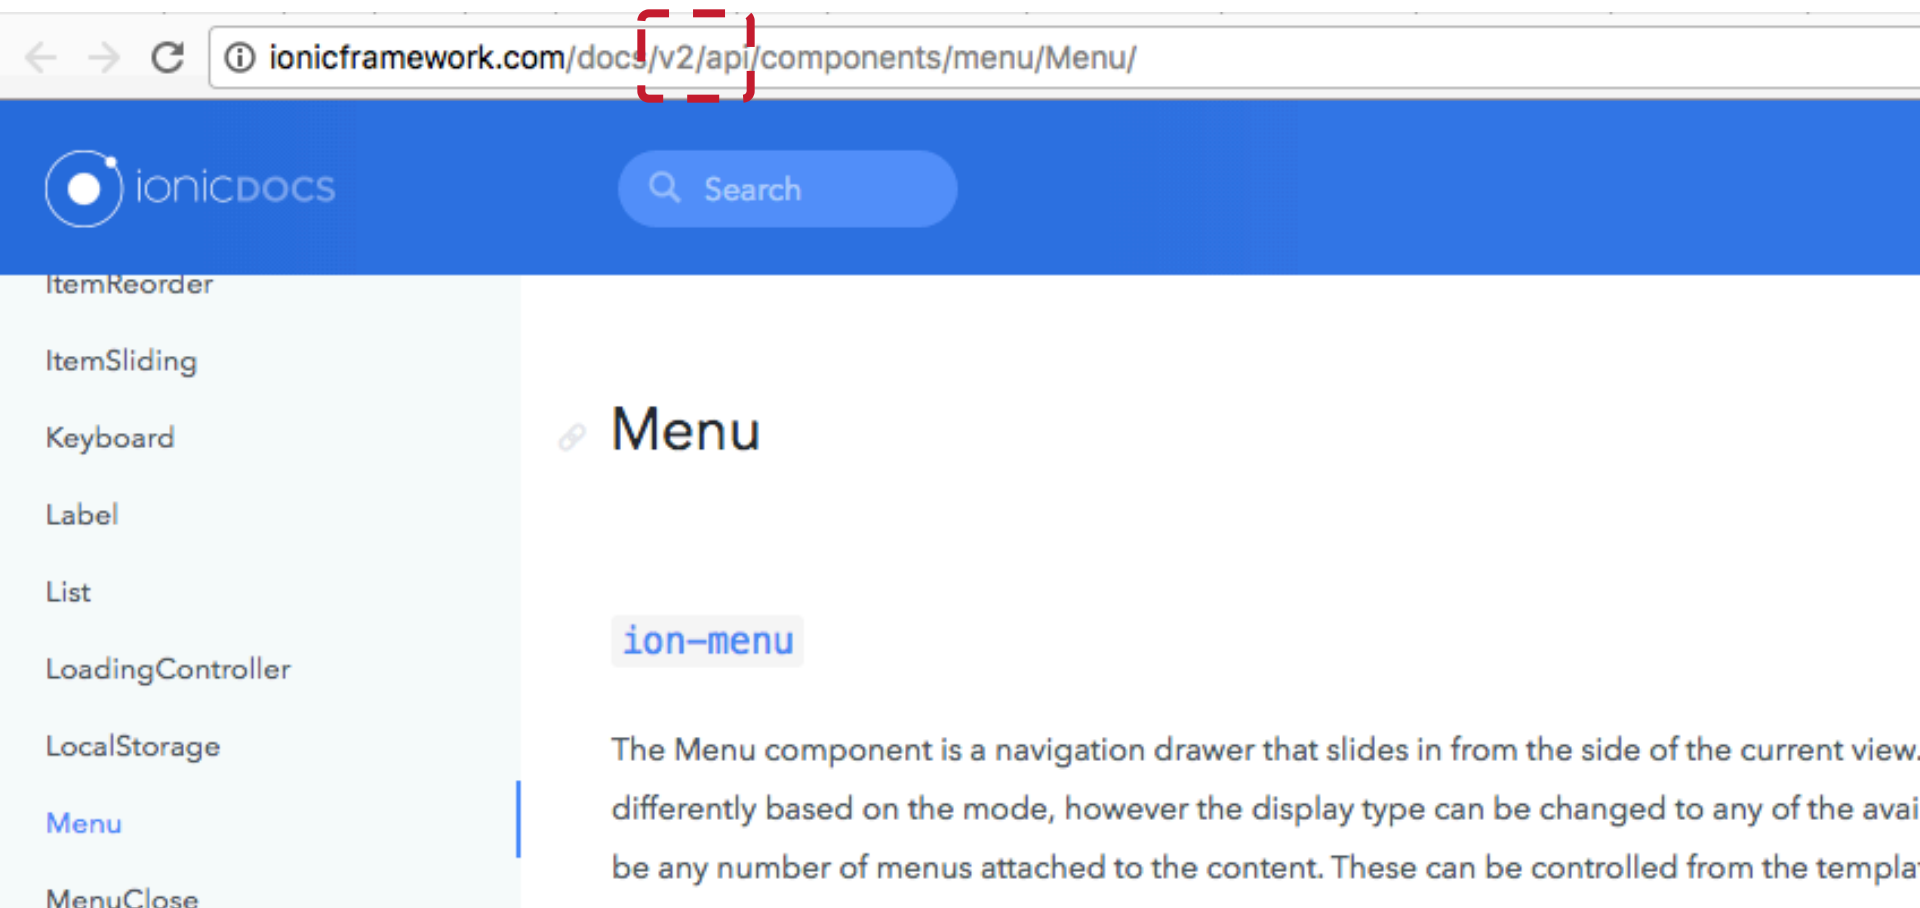 ionicframework.com/docs/v2/api/components/menu/Menu/
ionicDOCS
Search
ItemReorder
ItemSliding
Keyboard
Label
List
LoadingController
LocalStorage
Menu
MenuClose
Menu
ion-menu
The Menu component is a navigation drawer that slides in from the side of the current view.
differently based on the mode, however the display type can be changed to any of the
be any number of menus attached to the content. These can be controlled from the